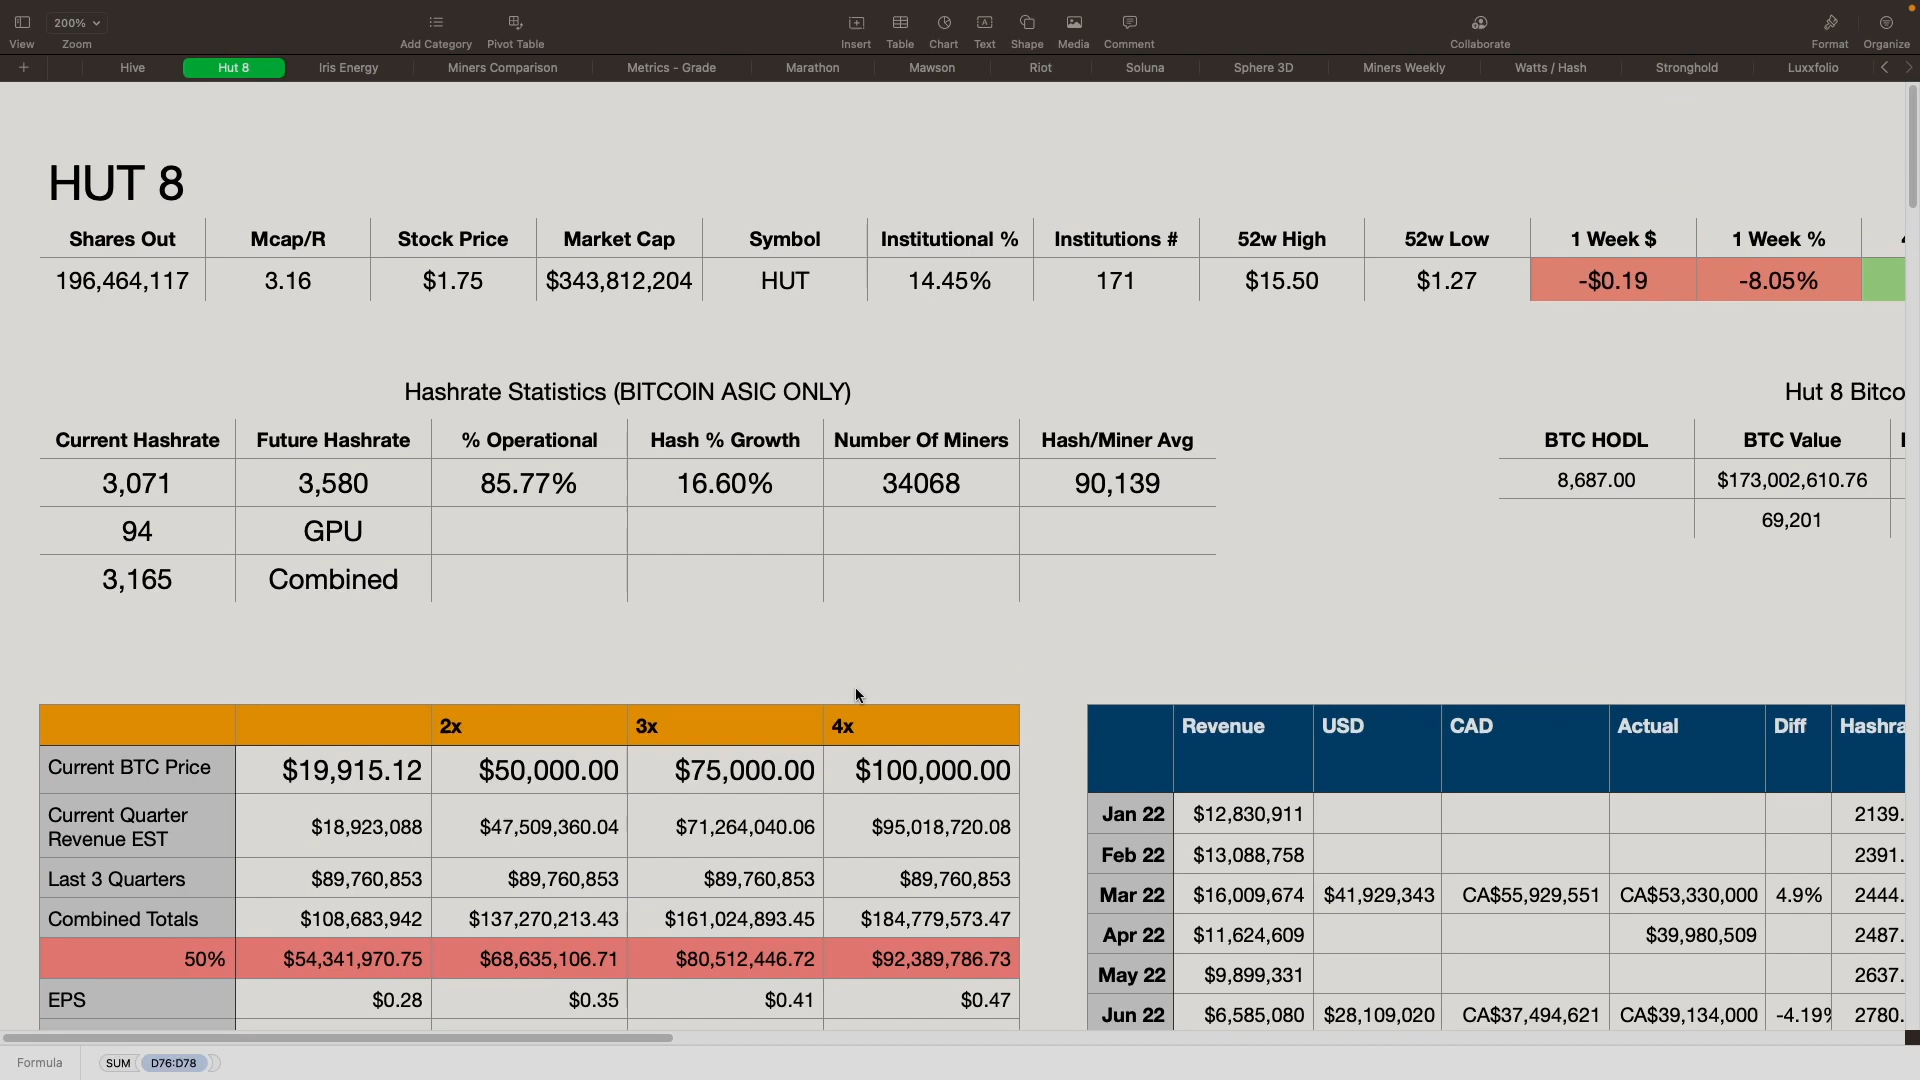 200%
View
Zoom
Add Category
Pivot Table
Insert
Table
Chart
Text
Shape
Media
Comment
Collaborate
Format
Organize
+
Hive
Hut 8
Iris Energy
Miners Comparison
Metrics - Grade
Marathon
Mawson
Riot
Soluna
Sphere 3D
Miners Weekly
Watts / Hash
Stronghold
Luxxfolio
HUT 8
Shares Out Mcap/R Stock Price Market Cap Symbol Institutional % Institutions # 52w High 52w Low 1 Week $ 1 Week %
196,464,117 3.16 $1.75 $343,812,204 HUT 14.45% 171 $15.50 $1.27 -$0.19 -8.05%
Hashrate Statistics (BITCOIN ASIC ONLY)
Current Hashrate Future Hashrate % Operational Hash % Growth Number Of Miners Hash/Miner Avg
3,071 3,580 85.77% 16.60% 34068 90,139
94 GPU
3,165 Combined
Hut 8 Bitco
BTC HODL BTC Value
8,687.00 $173,002,610.76
69,201
2x 3x 4x
Current BTC Price $19,915.12 $50,000.00 $75,000.00 $100,000.00
Current Quarter
Revenue EST $18,923,088 $47,509,360.04 $71,264,040.06 $95,018,720.08
Last 3 Quarters $89,760,853 $89,760,853 $89,760,853 $89,760,853
Combined Totals $108,683,942 $137,270,213.43 $161,024,893.45 $184,779,573.47
50% $54,341,970.75 $68,635,106.71 $80,512,446.72 $92,389,786.73
EPS $0.28 $0.35 $0.41 $0.47
Revenue USD CAD Actual Diff Hashra
Jan 22 $12,830,911 2139.
Feb 22 $13,088,758 2391.
Mar 22 $16,009,674 $41,929,343 CA$55,929,551 CA$53,330,000 4.9% 2444.
Apr 22 $11,624,609 $39,980,509 2487.
May 22 $9,899,331 2637.
Jun 22 $6,585,080 $28,109,020 CA$37,494,621 CA$39,134,000 -4.19% 2780.
Formula SUM D76:D78